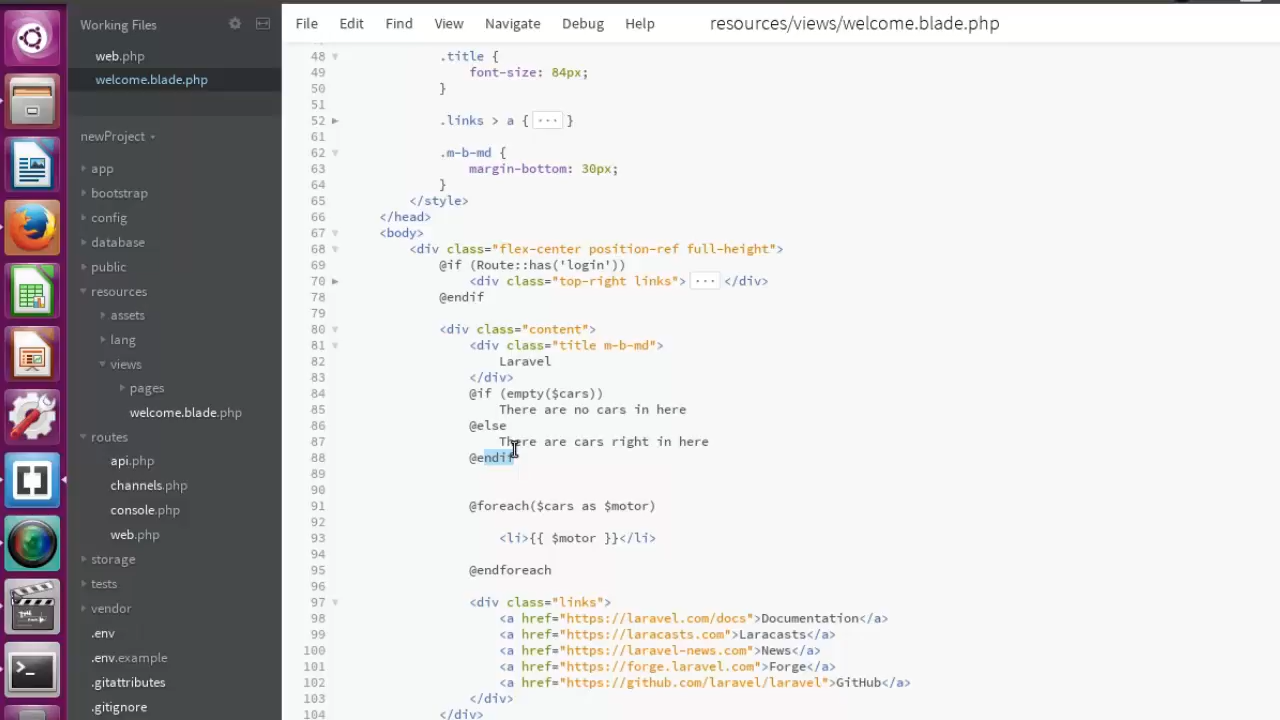 Working Files
web.php
welcome.blade.php
newProject
app
bootstrap
config
database
public
resources
assets
lang
views
pages
welcome.blade.php
routes
api.php
channels.php
console.php
web.php
storage
tests
vendor
.env
.env.example
.gitattributes
.gitignore
File Edit Find View Navigate Debug Help resources/views/welcome.blade.php
48 .title {
49 font-size: 84px;
50 }
51
52 .links > a { ... }
61
62 .m-b-md {
63 margin-bottom: 30px;
64 }
65 </style>
66 </head>
67 <body>
68 <div class="flex-center position-ref full-height">
69 @if (Route::has('login'))
70 <div class="top-right links"> ... </div>
78 @endif
79
80 <div class="content">
81 <div class="title m-b-md">
82 Laravel
83 </div>
84 @if (empty($cars))
85 There are no cars in here
86 @else
87 There are cars right in here
88 @endif
89
90
91 @foreach($cars as $motor)
92
93 <li>{{ $motor }}</li>
94
95 @endforeach
96
97 <div class="links">
98 <a href="https://laravel.com/docs">Documentation</a>
99 <a href="https://laracasts.com">Laracasts</a>
100 <a href="https://laravel-news.com">News</a>
101 <a href="https://forge.laravel.com">Forge</a>
102 <a href="https://github.com/laravel/laravel">GitHub</a>
103 </div>
104 </div>